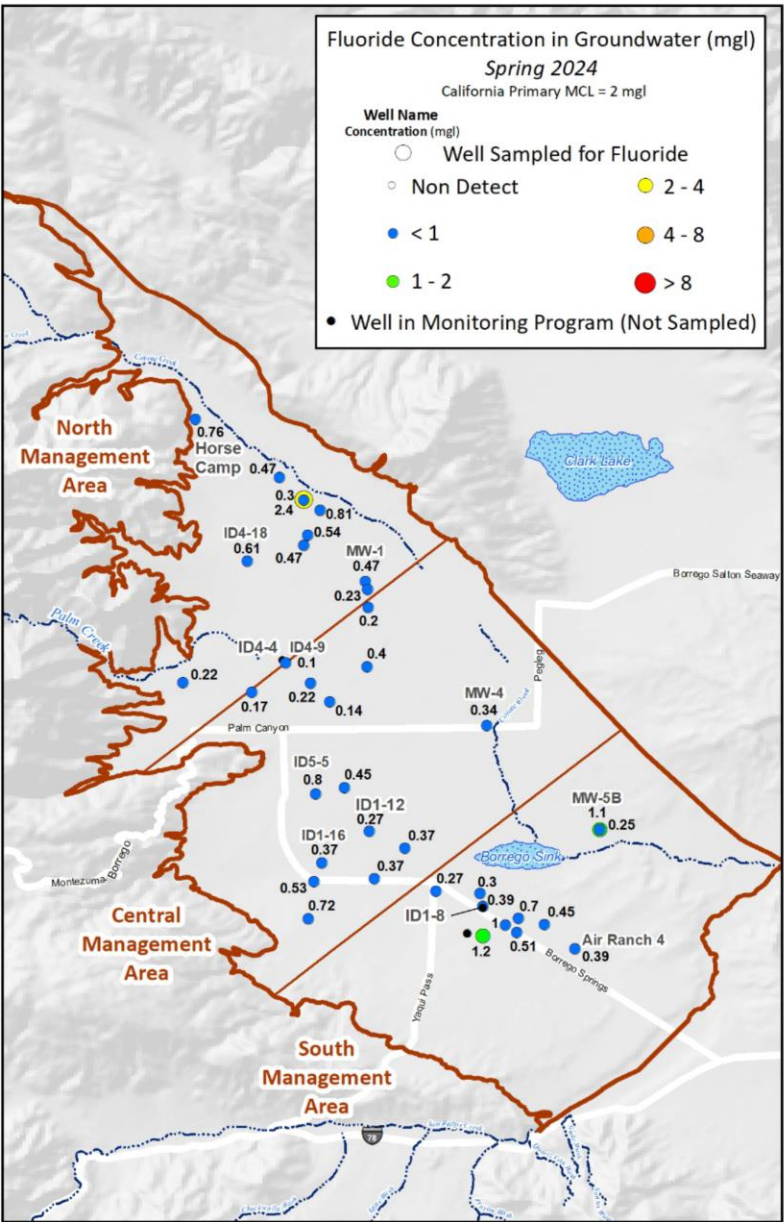 Fluoride Concentration in Groundwater (mgl)
Spring 2024
California Primary MCL = 2 mgl
Well Name
Concentration (mgl)
Well Sampled for Fluoride
Non Detect
2 - 4
< 1
4 - 8
1 - 2
> 8
Well in Monitoring Program (Not Sampled)
Coyote Creek
North
Management
Area
0.76
Horse
Camp
0.47
0.3
2.4
0.81
ID4-18
0.61
0.54
0.47
MW-1
0.47
0.23
0.2
Clark Lake
Borrego Salton Seaway
Pegleg
Palm Creek
ID4-4
ID4-9
0.1
0.4
0.22
0.17
0.22
0.14
MW-4
0.34
Palm Canyon
ID5-5
0.8
0.45
ID1-12
0.27
ID1-16
0.37
0.37
0.37
0.53
0.72
MW-5B
1.1
0.25
Borrego Sink
Montezuma
Borrego
Central
Management
Area
0.27
0.3
0.39
ID1-8
0.7
1
0.45
0.51
1.2
Air Ranch 4
0.39
Borrego Springs
Yaqui Pass
South
Management
Area
San Felipe Creek
78